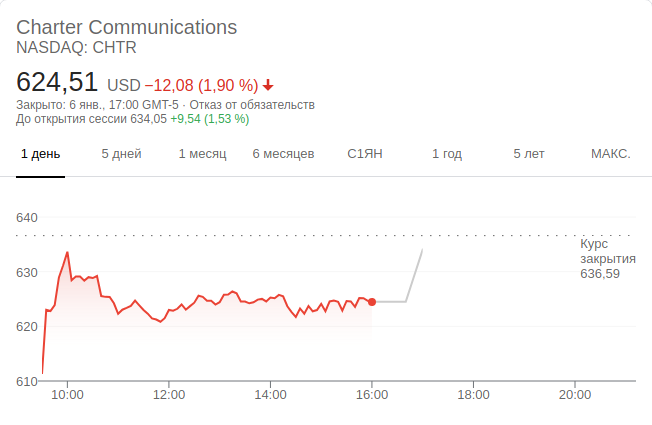 Charter Communications
NASDAQ: CHTR
624,51 USD −12,08 (1,90 %)
Закрыто: 6 янв., 17:00 GMT-5 · Отказ от обязательств
До открытия сессии 634,05 +9,54 (1,53 %)
1 день 5 дней 1 месяц 6 месяцев С1ЯН 1 год 5 лет МАКС.
640
Курс
закрытия
636,59
630
620
610
10:00 12:00 14:00 16:00 18:00 20:00